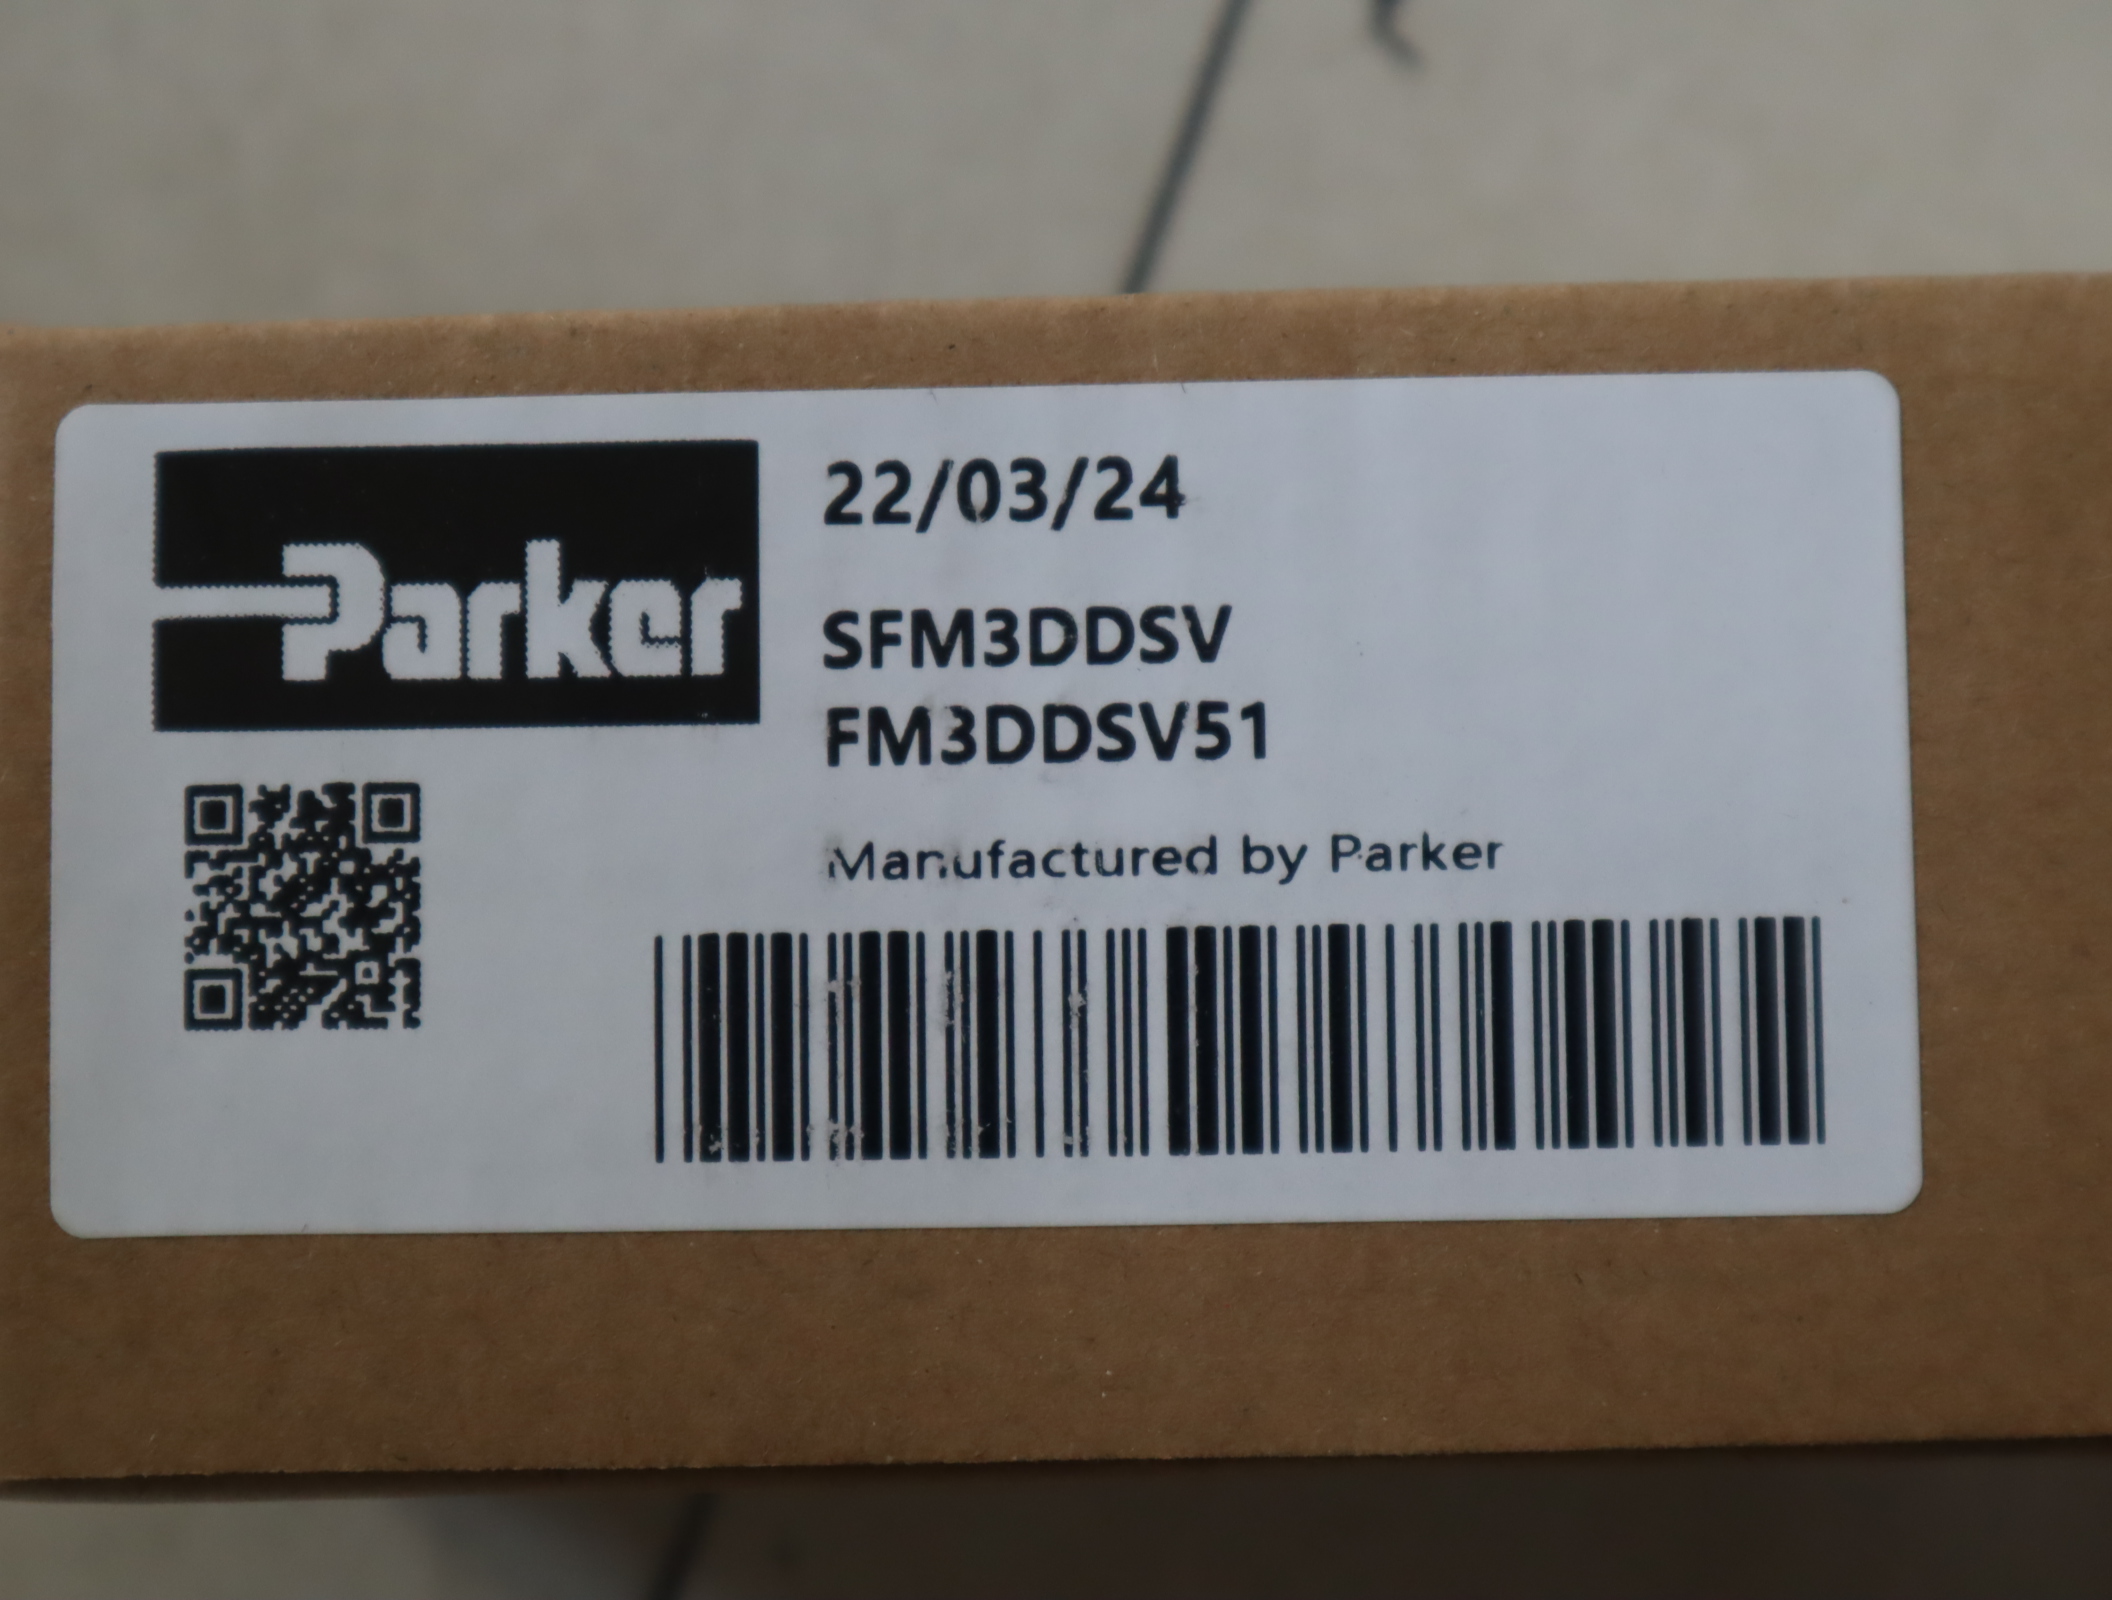 Parker
22/03/24
SFM3DDSV
FM3DDSV51
Manufactured by Parker